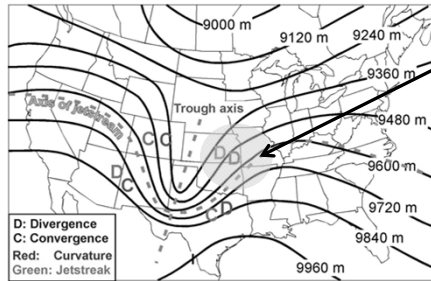 9000 m
9120 m
9240 m
9360 m
Axis of jetstream
Trough axis
9480 m
C C
D
D
9600 m
D
C
D
C
9720 m
D: Divergence
C: Convergence
9840 m
Red: Curvature
Green: Jetstreak
9960 m